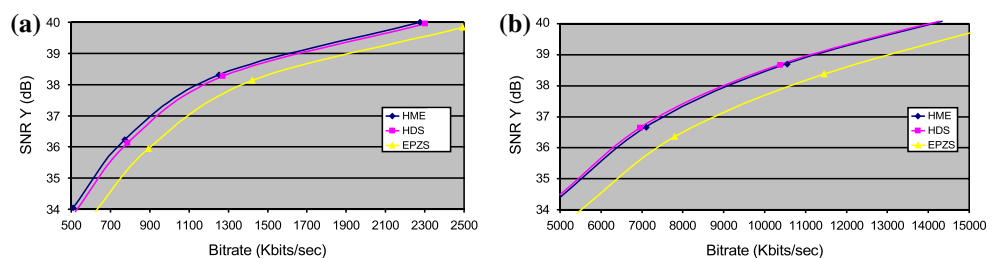 (a)
SNR Y (dB)
40
39
38
37
36
35
34
500 700 900 1100 1300 1500 1700 1900 2100 2300 2500
Bitrate (Kbits/sec)
HME
HDS
EPZS
(b)
SNR Y (dB)
40
39
38
37
36
35
34
5000 6000 7000 8000 9000 10000 11000 12000 13000 14000 15000
Bitrate (Kbits/sec)
HME
HDS
EPZS